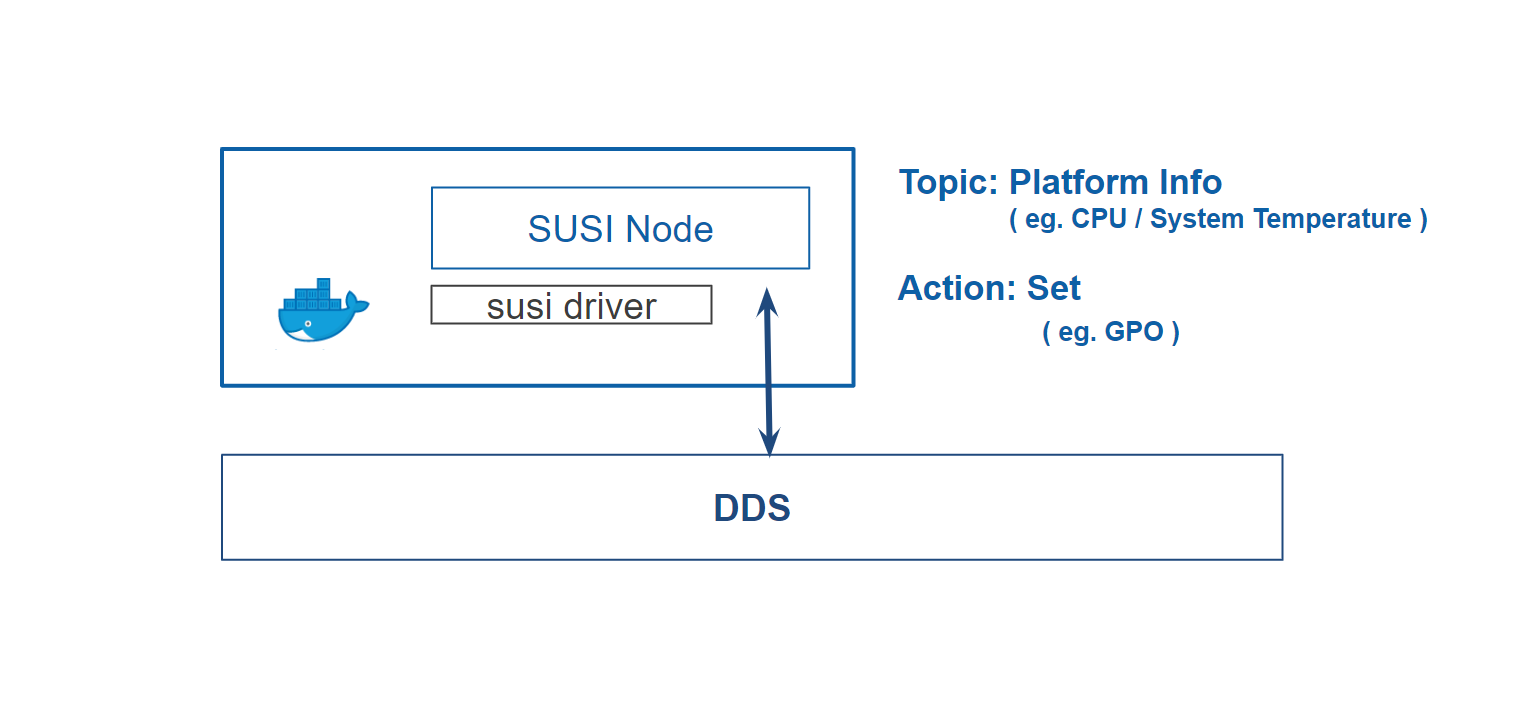 SUSI Node
susi driver
Topic: Platform Info
( eg. CPU / System Temperature )
Action: Set
( eg. GPO )
DDS